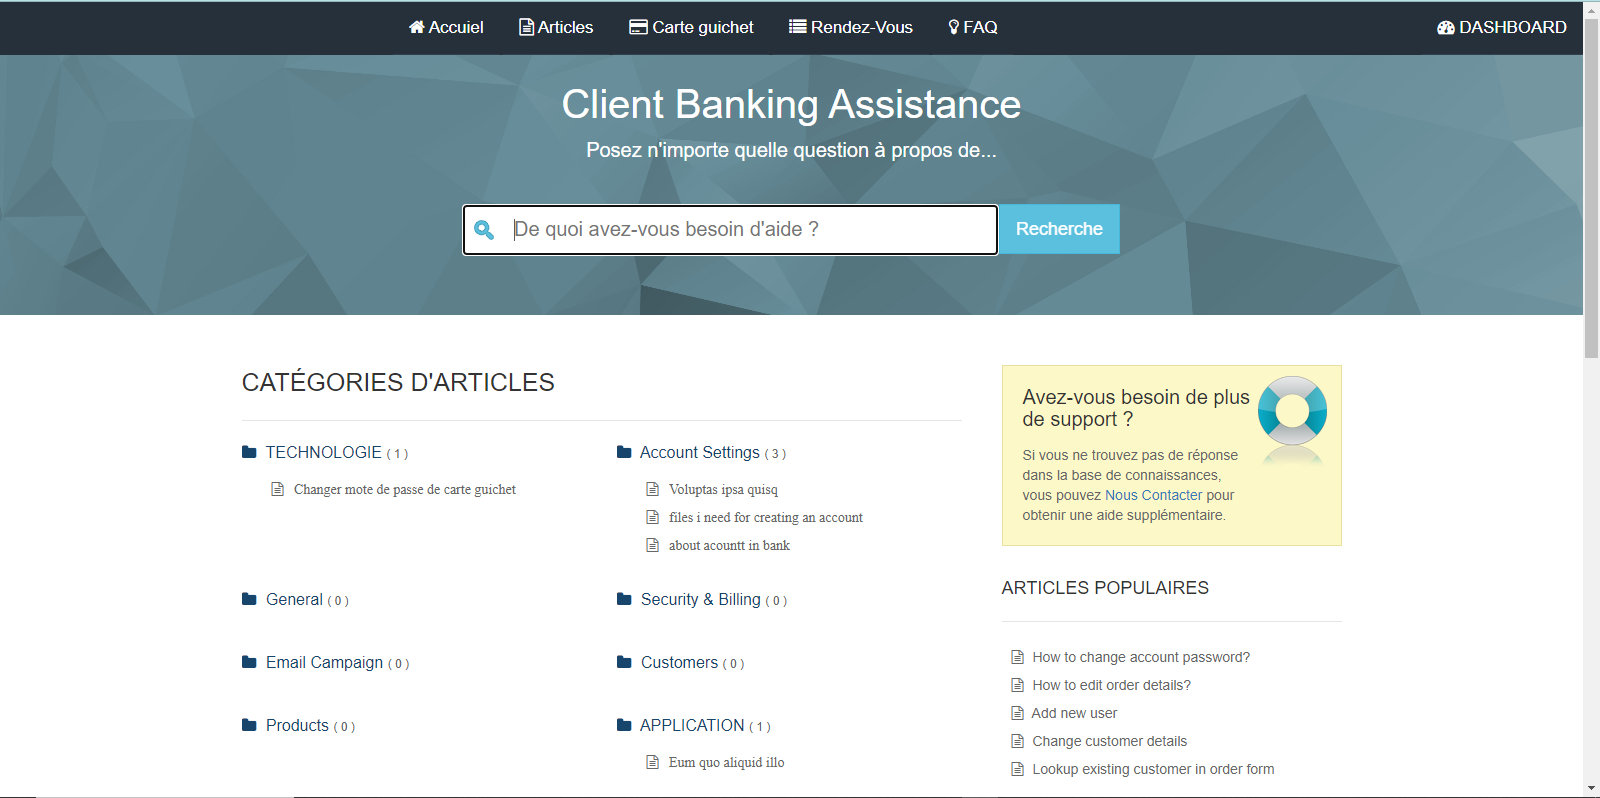 Accuiel Articles Carte guichet Rendez-Vous FAQ DASHBOARD
Client Banking Assistance
Posez n'importe quelle question à propos de...
De quoi avez-vous besoin d'aide ? Recherche
CATÉGORIES D'ARTICLES
TECHNOLOGIE ( 1 )
Changer mote de passe de carte guichet
Account Settings ( 3 )
Voluptas ipsa quisq
files i need for creating an account
about acountt in bank
General ( 0 )
Security & Billing ( 0 )
Email Campaign ( 0 )
Customers ( 0 )
Products ( 0 )
APPLICATION ( 1 )
Eum quo aliquid illo
Avez-vous besoin de plus
de support ?
Si vous ne trouvez pas de réponse
dans la base de connaissances,
vous pouvez Nous Contacter pour
obtenir une aide supplémentaire.
ARTICLES POPULAIRES
How to change account password?
How to edit order details?
Add new user
Change customer details
Lookup existing customer in order form